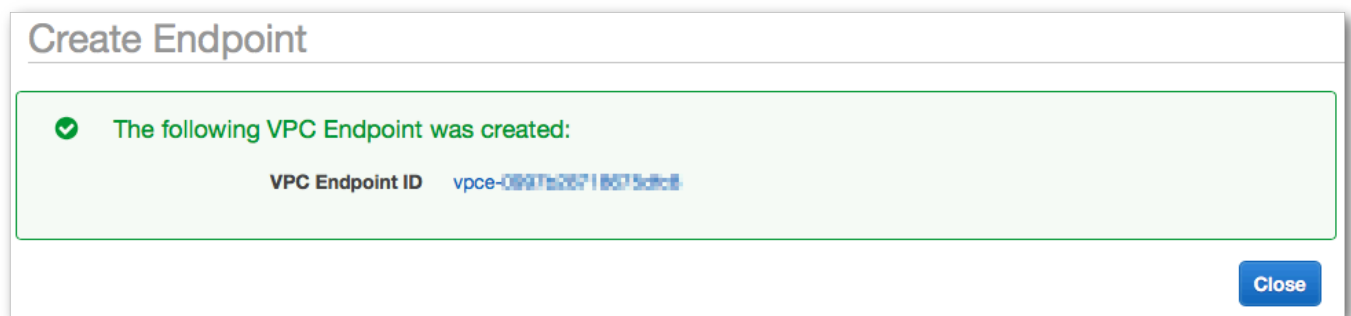 Create Endpoint
The following VPC Endpoint was created:
VPC Endpoint ID vpce-
Close